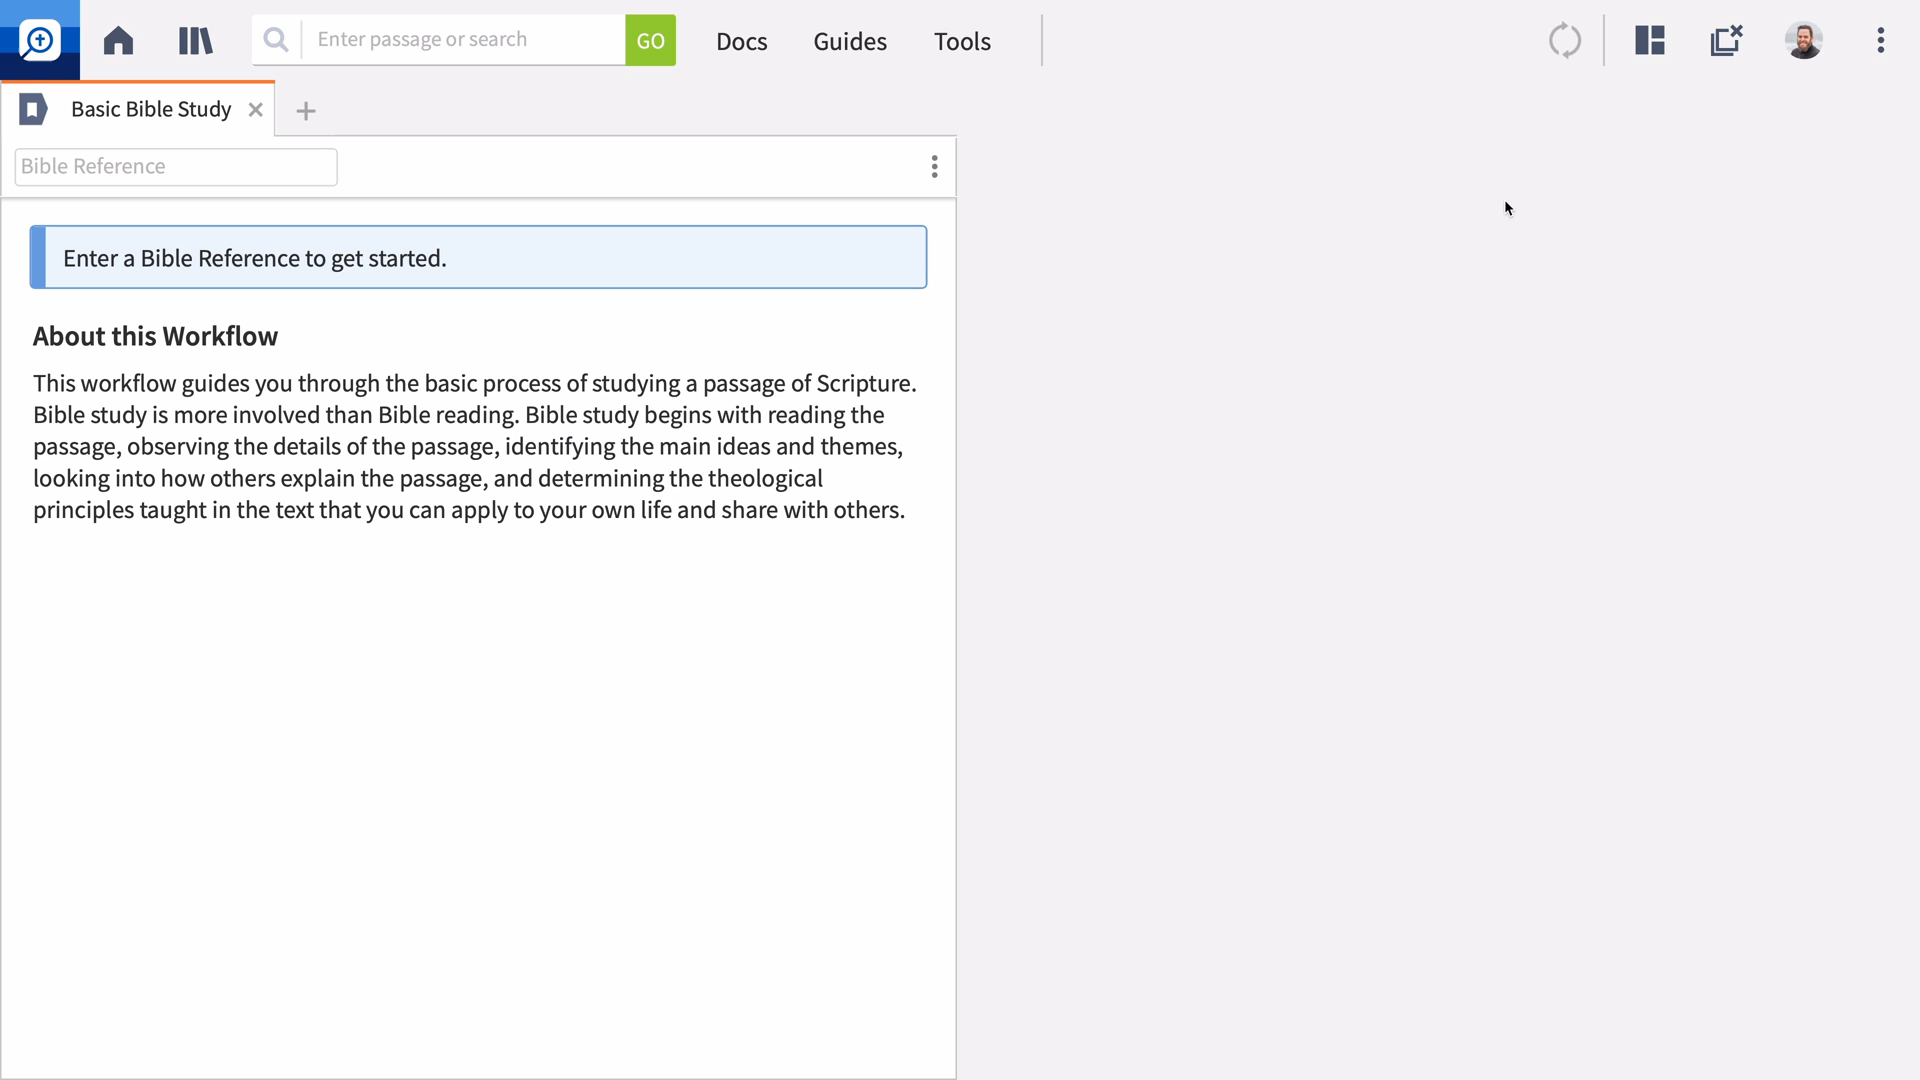 Enter passage or search
GO
Docs
Guides
Tools
Basic Bible Study
Bible Reference
Enter a Bible Reference to get started.
About this Workflow
This workflow guides you through the basic process of studying a passage of Scripture.
Bible study is more involved than Bible reading. Bible study begins with reading the
passage, observing the details of the passage, identifying the main ideas and themes,
looking into how others explain the passage, and determining the theological
principles taught in the text that you can apply to your own life and share with others.